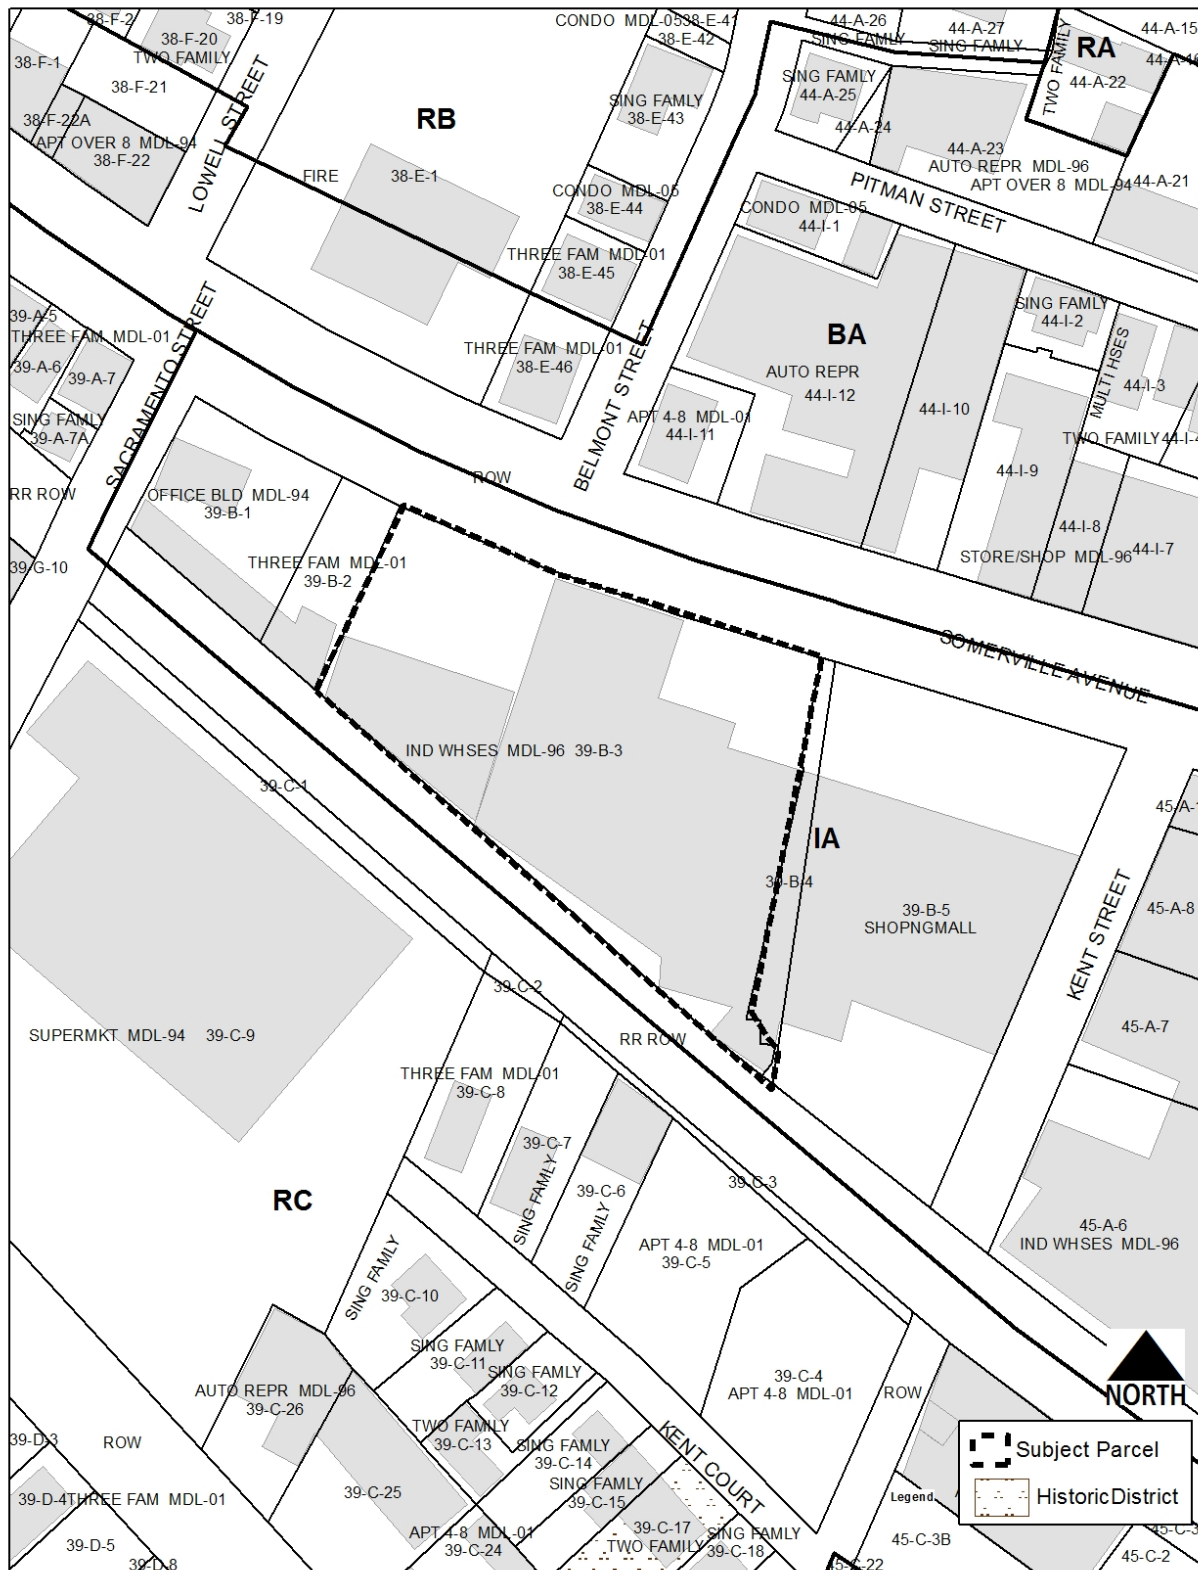 38-F-2
38-F-19
CONDO MDL-05
38-E-41
38-E-42
44-A-26
SING FAMILY
44-A-27
SING FAMILY
44-A-15
38-F-20
TWO FAMILY
38-F-1
38-F-21
RA
TWO FAMILY
44-A-22
SING FAMILY
44-A-25
SING FAMLY
38-E-43
RB
38-F-22A
APT OVER 8 MDL-94
38-F-22
LOWELL STREET
44-A-24
44-A-23
AUTO REPR MDL-96
APT OVER 8 MDL-94
44-A-21
FIRE
38-E-1
CONDO MDL-05
38-E-44
CONDO MDL-05
44-I-1
PITMAN STREET
THREE FAM MDL-01
38-E-45
39-A-5
THREE FAM MDL-01
39-A-6
39-A-7
SING FAMLY
44-I-2
BA
THREE FAM MDL-01
38-E-46
AUTO REPR
44-I-12
MULTI HSES
44-I-3
SACRAMENTO STREET
BELMONT STREET
SING FAMLY
39-A-7A
APT 4-8 MDL-01
44-I-11
44-I-10
TWO FAMILY
44-I-4
44-I-9
ROW
RR ROW
OFFICE BLD MDL-94
39-B-1
44-I-8
44-I-7
STORE/SHOP MDL-96
39-G-10
THREE FAM MDL-01
39-B-2
SOMERVILLE AVENUE
IND WHSES MDL-96 39-B-3
39-C-1
45-A-1
IA
39-B-4
39-B-5
SHOPNGMALL
45-A-8
KENT STREET
39-C-2
45-A-7
SUPERMKT MDL-94 39-C-9
RR ROW
THREE FAM MDL-01
39-C-8
39-C-7
SING FAMLY
39-C-3
39-C-6
SING FAMLY
RC
APT 4-8 MDL-01
39-C-5
45-A-6
IND WHSES MDL-96
SING FAMLY
39-C-10
SING FAMLY
39-C-11
SING FAMLY
39-C-12
39-C-4
APT 4-8 MDL-01
ROW
NORTH
AUTO REPR MDL-96
39-C-26
TWO FAMILY
39-C-13
SING FAMLY
39-C-14
KENT COURT
39-D-3
ROW
SING FAMLY
39-C-15
Subject Parcel
39-D-4
THREE FAM MDL-01
39-C-25
Legend
HistoricDistrict
39-C-17
TWO FAMILY
SING FAMLY
39-C-18
APT 4-8 MDL-01
39-C-24
39-D-5
39-D-8
45-C-3B
45-C-22
45-C-3
45-C-2